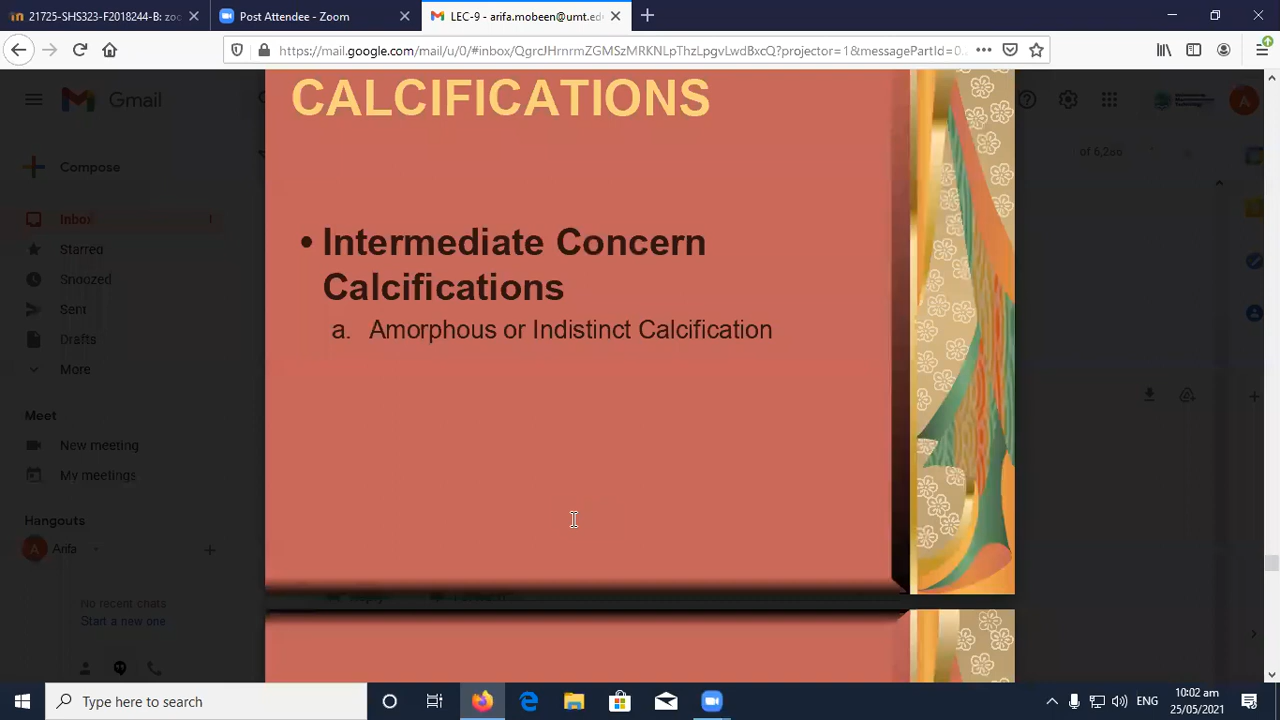 21725-SHS323-F2018244-B: zoo
Post Attendee - Zoom
LEC-9 - arifa.mobeen@umt.edu
https://mail.google.com/mail/u/0/#inbox/QgrcJHrnrmZGMSzMRKNLpThzLpgvLwdBxcQ?projector=1&messagePartId=0.
Gmail
Compose
Inbox 1
Starred
Snoozed
Sent
Drafts
More
Meet
New meeting
My meetings
Hangouts
Arifa
No recent chats
Start a new one
CALCIFICATIONS
• Intermediate Concern
Calcifications
a. Amorphous or Indistinct Calcification
A
Type here to search
ENG
10:02 am
25/05/2021